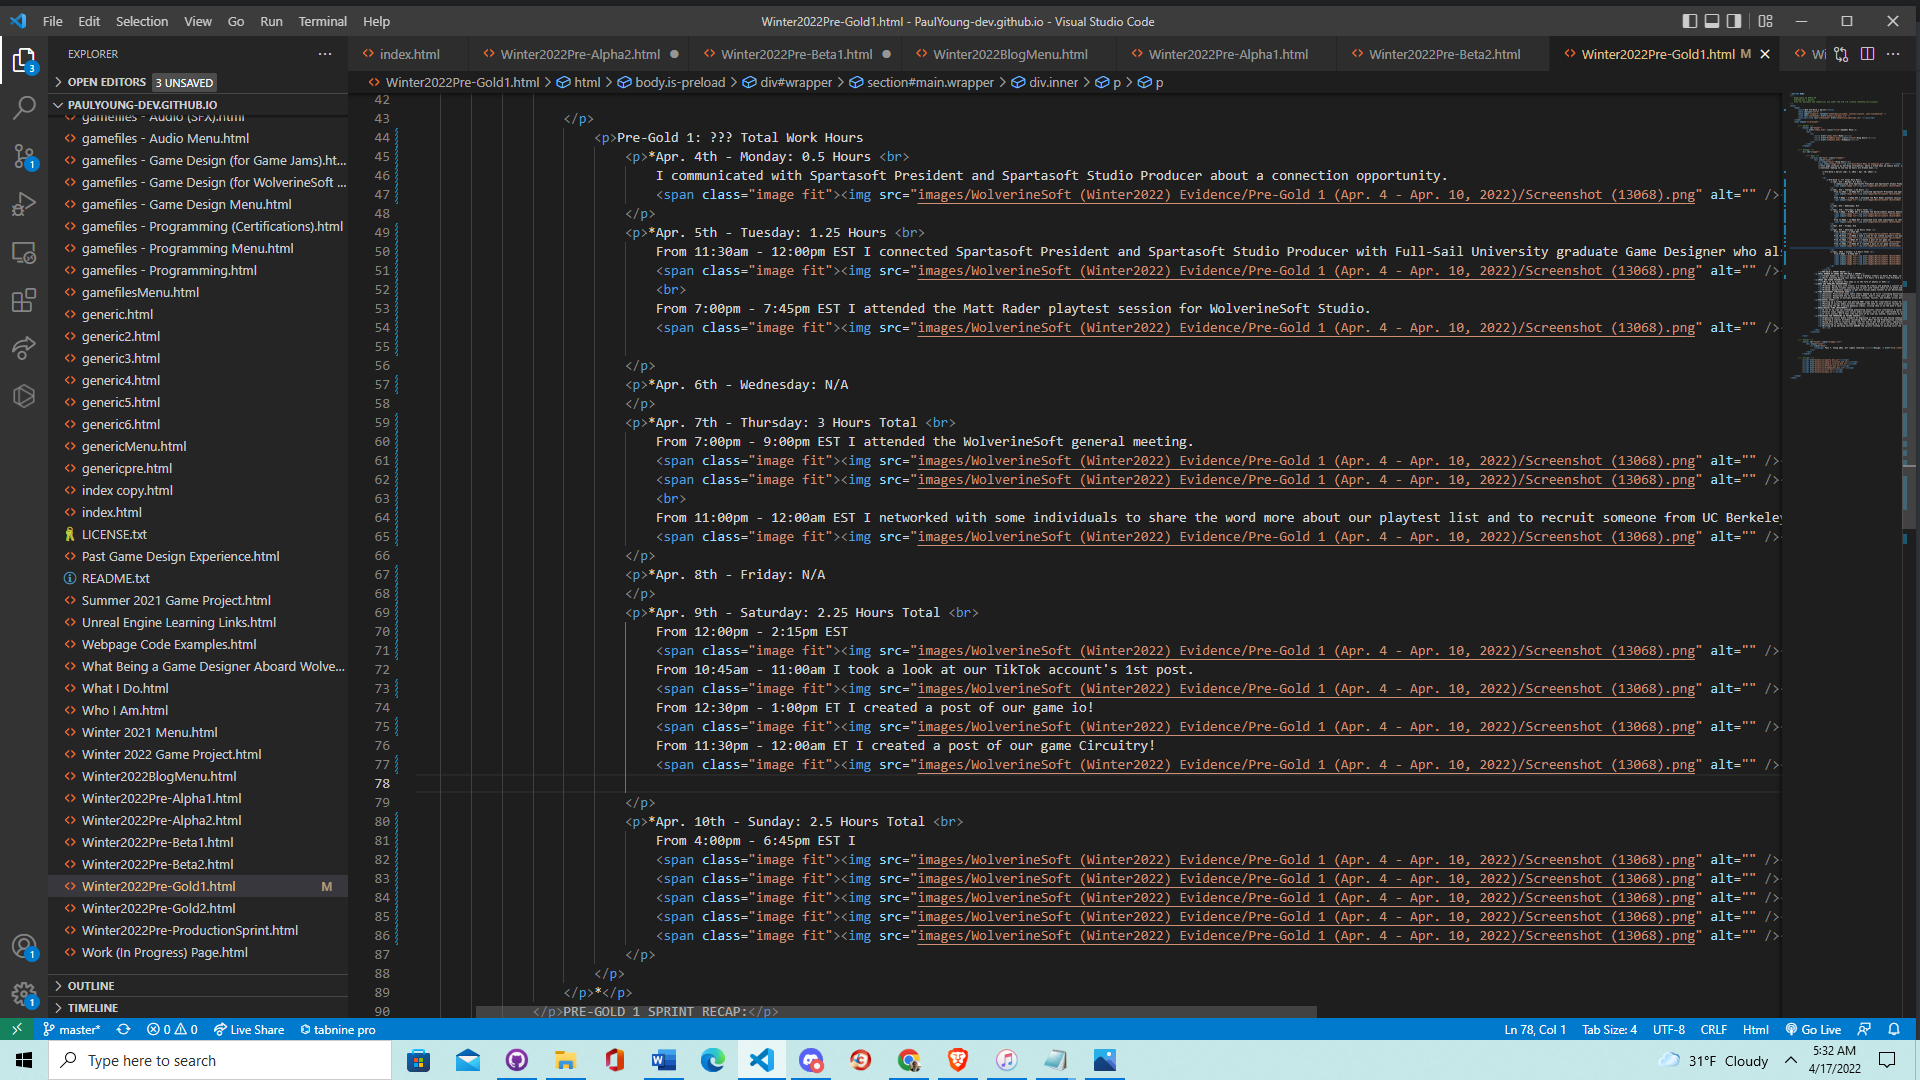 File Edit Selection View Go Run Terminal Help
Winter2022Pre-Gold1.html - PaulYoung-dev.github.io - Visual Studio Code
EXPLORER
index.html
Winter2022Pre-Alpha2.html
Winter2022Pre-Beta1.html
Winter2022BlogMenu.html
Winter2022Pre-Alpha1.html
Winter2022Pre-Beta2.html
Winter2022Pre-Gold1.html M
Wi
OPEN EDITORS 3 UNSAVED
Winter2022Pre-Gold1.html > html > body.is-preload > div#wrapper > section#main.wrapper > div.inner > p > p
PAULYOUNG-DEV.GITHUB.IO
gamefiles - Audio (SFX).html
gamefiles - Audio Menu.html
gamefiles - Game Design (for Game Jams).ht...
gamefiles - Game Design (for WolverineSoft ...
gamefiles - Game Design Menu.html
gamefiles - Programming (Certifications).html
gamefiles - Programming Menu.html
gamefiles - Programming.html
gamefilesMenu.html
generic.html
generic2.html
generic3.html
generic4.html
generic5.html
generic6.html
genericMenu.html
genericpre.html
index copy.html
index.html
LICENSE.txt
Past Game Design Experience.html
README.txt
Summer 2021 Game Project.html
Unreal Engine Learning Links.html
Webpage Code Examples.html
What Being a Game Designer Aboard Wolve...
What I Do.html
Who I Am.html
Winter 2021 Menu.html
Winter 2022 Game Project.html
Winter2022BlogMenu.html
Winter2022Pre-Alpha1.html
Winter2022Pre-Alpha2.html
Winter2022Pre-Beta1.html
Winter2022Pre-Beta2.html
Winter2022Pre-Gold1.html M
Winter2022Pre-Gold2.html
Winter2022Pre-ProductionSprint.html
Work (In Progress) Page.html
OUTLINE
TIMELINE
42
43 </p>
44 <p>Pre-Gold 1: ??? Total Work Hours
45 <p>*Apr. 4th - Monday: 0.5 Hours <br>
46 I communicated with Spartasoft President and Spartasoft Studio Producer about a connection opportunity.
47 <span class="image fit"><img src="images/WolverineSoft (Winter2022) Evidence/Pre-Gold 1 (Apr. 4 - Apr. 10, 2022)/Screenshot (13068).png" alt="" />
48 </p>
49 <p>*Apr. 5th - Tuesday: 1.25 Hours <br>
50 From 11:30am - 12:00pm EST I connected Spartasoft President and Spartasoft Studio Producer with Full-Sail University graduate Game Designer who al
51 <span class="image fit"><img src="images/WolverineSoft (Winter2022) Evidence/Pre-Gold 1 (Apr. 4 - Apr. 10, 2022)/Screenshot (13068).png" alt="" />
52 <br>
53 From 7:00pm - 7:45pm EST I attended the Matt Rader playtest session for WolverineSoft Studio.
54 <span class="image fit"><img src="images/WolverineSoft (Winter2022) Evidence/Pre-Gold 1 (Apr. 4 - Apr. 10, 2022)/Screenshot (13068).png" alt="" />
55
56 </p>
57 <p>*Apr. 6th - Wednesday: N/A
58 </p>
59 <p>*Apr. 7th - Thursday: 3 Hours Total <br>
60 From 7:00pm - 9:00pm EST I attended the WolverineSoft general meeting.
61 <span class="image fit"><img src="images/WolverineSoft (Winter2022) Evidence/Pre-Gold 1 (Apr. 4 - Apr. 10, 2022)/Screenshot (13068).png" alt="" />
62 <span class="image fit"><img src="images/WolverineSoft (Winter2022) Evidence/Pre-Gold 1 (Apr. 4 - Apr. 10, 2022)/Screenshot (13068).png" alt="" />
63 <br>
64 From 11:00pm - 12:00am EST I networked with some individuals to share the word more about our playtest list and to recruit someone from UC Berkeley
65 <span class="image fit"><img src="images/WolverineSoft (Winter2022) Evidence/Pre-Gold 1 (Apr. 4 - Apr. 10, 2022)/Screenshot (13068).png" alt="" />
66 </p>
67 <p>*Apr. 8th - Friday: N/A
68 </p>
69 <p>*Apr. 9th - Saturday: 2.25 Hours Total <br>
70 From 12:00pm - 2:15pm EST
71 <span class="image fit"><img src="images/WolverineSoft (Winter2022) Evidence/Pre-Gold 1 (Apr. 4 - Apr. 10, 2022)/Screenshot (13068).png" alt="" />
72 From 10:45am - 11:00am I took a look at our TikTok account's 1st post.
73 <span class="image fit"><img src="images/WolverineSoft (Winter2022) Evidence/Pre-Gold 1 (Apr. 4 - Apr. 10, 2022)/Screenshot (13068).png" alt="" />
74 From 12:30pm - 1:00pm ET I created a post of our game io!
75 <span class="image fit"><img src="images/WolverineSoft (Winter2022) Evidence/Pre-Gold 1 (Apr. 4 - Apr. 10, 2022)/Screenshot (13068).png" alt="" />
76 From 11:30pm - 12:00am ET I created a post of our game Circuitry!
77 <span class="image fit"><img src="images/WolverineSoft (Winter2022) Evidence/Pre-Gold 1 (Apr. 4 - Apr. 10, 2022)/Screenshot (13068).png" alt="" />
78
79 </p>
80 <p>*Apr. 10th - Sunday: 2.5 Hours Total <br>
81 From 4:00pm - 6:45pm EST I
82 <span class="image fit"><img src="images/WolverineSoft (Winter2022) Evidence/Pre-Gold 1 (Apr. 4 - Apr. 10, 2022)/Screenshot (13068).png" alt="" />
83 <span class="image fit"><img src="images/WolverineSoft (Winter2022) Evidence/Pre-Gold 1 (Apr. 4 - Apr. 10, 2022)/Screenshot (13068).png" alt="" />
84 <span class="image fit"><img src="images/WolverineSoft (Winter2022) Evidence/Pre-Gold 1 (Apr. 4 - Apr. 10, 2022)/Screenshot (13068).png" alt="" />
85 <span class="image fit"><img src="images/WolverineSoft (Winter2022) Evidence/Pre-Gold 1 (Apr. 4 - Apr. 10, 2022)/Screenshot (13068).png" alt="" />
86 <span class="image fit"><img src="images/WolverineSoft (Winter2022) Evidence/Pre-Gold 1 (Apr. 4 - Apr. 10, 2022)/Screenshot (13068).png" alt="" />
87 </p>
88 </p>
89 </p>*</p>
90 </p>PRE-GOLD 1 SPRINT RECAP:</p>
master* 0 0 Live Share tabnine pro
Ln 78, Col 1 Tab Size: 4 UTF-8 CRLF Html Go Live
Type here to search
31°F Cloudy
5:32 AM
4/17/2022